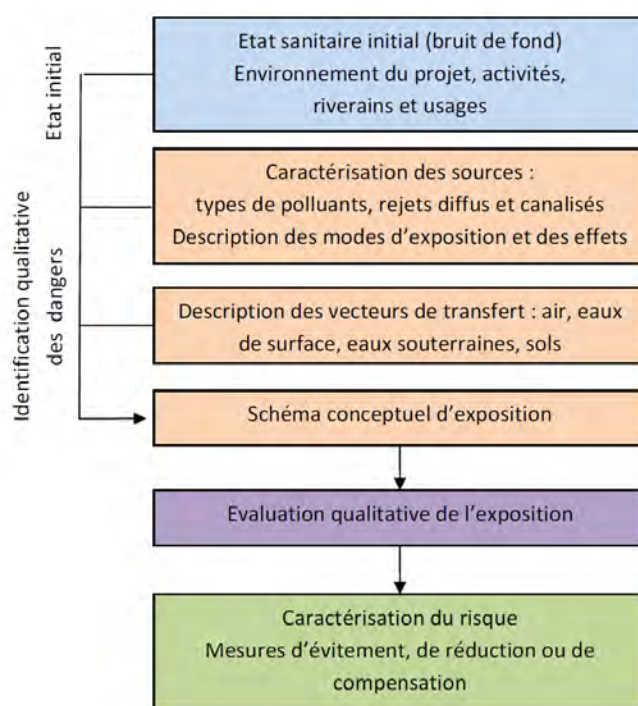 Etat initial
Etat sanitaire initial (bruit de fond)
Environnement du projet, activités,
riverains et usages
Identification qualitative
des dangers
Caractérisation des sources :
types de polluants, rejets diffus et canalisés
Description des modes d’exposition et des effets
Description des vecteurs de transfert : air, eaux
de surface, eaux souterraines, sols
Schéma conceptuel d’exposition
Evaluation qualitative de l’exposition
Caractérisation du risque
Mesures d’évitement, de réduction ou de
compensation